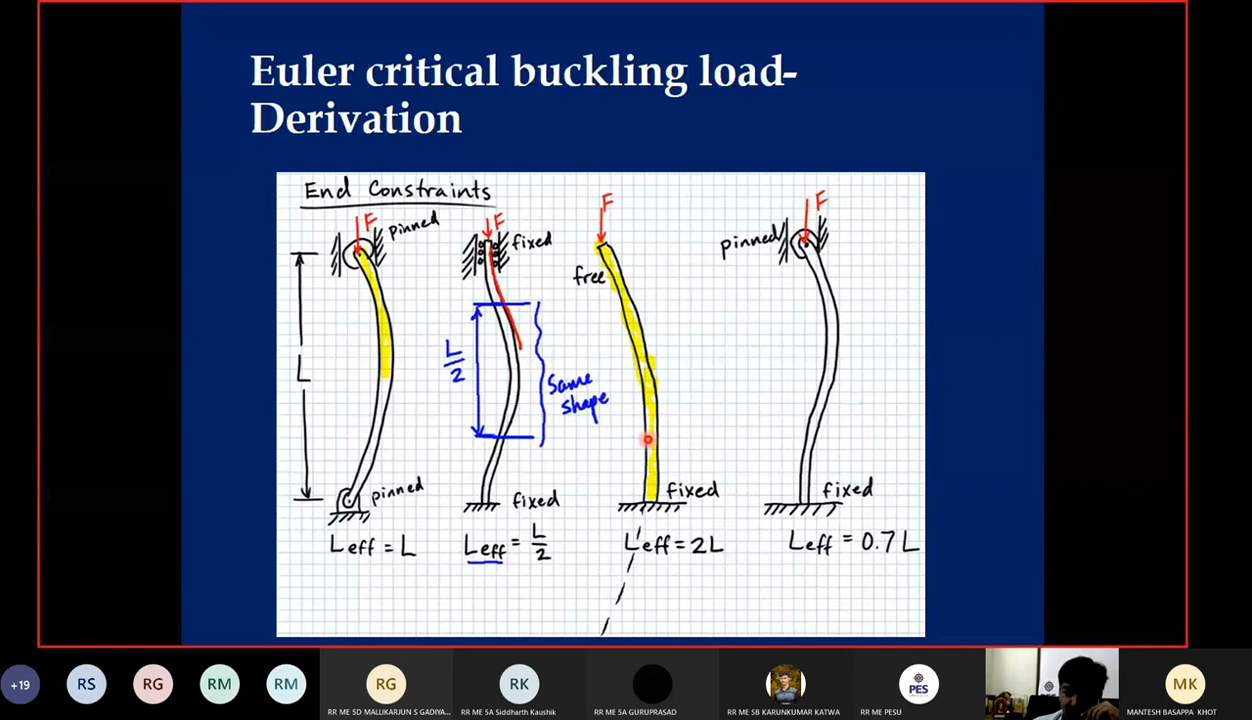 Euler critical buckling load-
Derivation
End Constraints
F
pinned
F
fixed
F
free
pinned
F
L
L/2
Same
shape
pinned
fixed
fixed
fixed
Leff = L
Leff = L/2
Leff = 2L
Leff = 0.7L
+19
RS
RG
RM
RM
RG
RR ME 5D MALLIKARJUN S GADIYA...
RK
RR ME 5A Siddharth Kaushik
RR ME 5A GURUPRASAD
RR ME 5B KARUNKUMAR KATWA
PES
RR ME PESU
MK
MANTESH BASAPPA KHOT